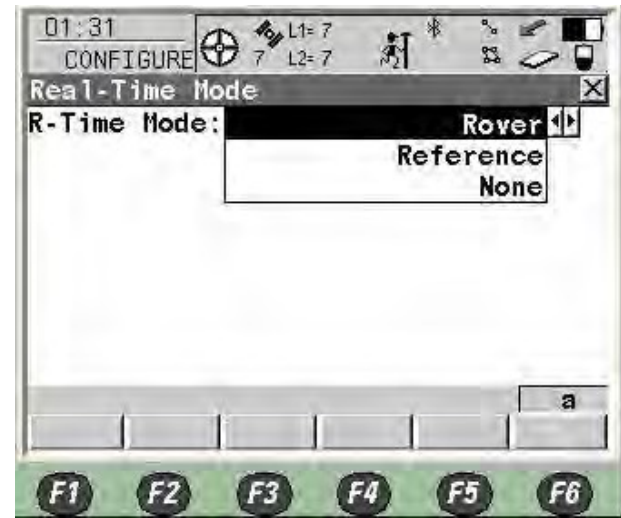 01:31
CONFIGURE
7
L1= 7
L2= 7
Real-Time Mode
R-Time Mode:
Rover
Reference
None
a
F1 F2 F3 F4 F5 F6